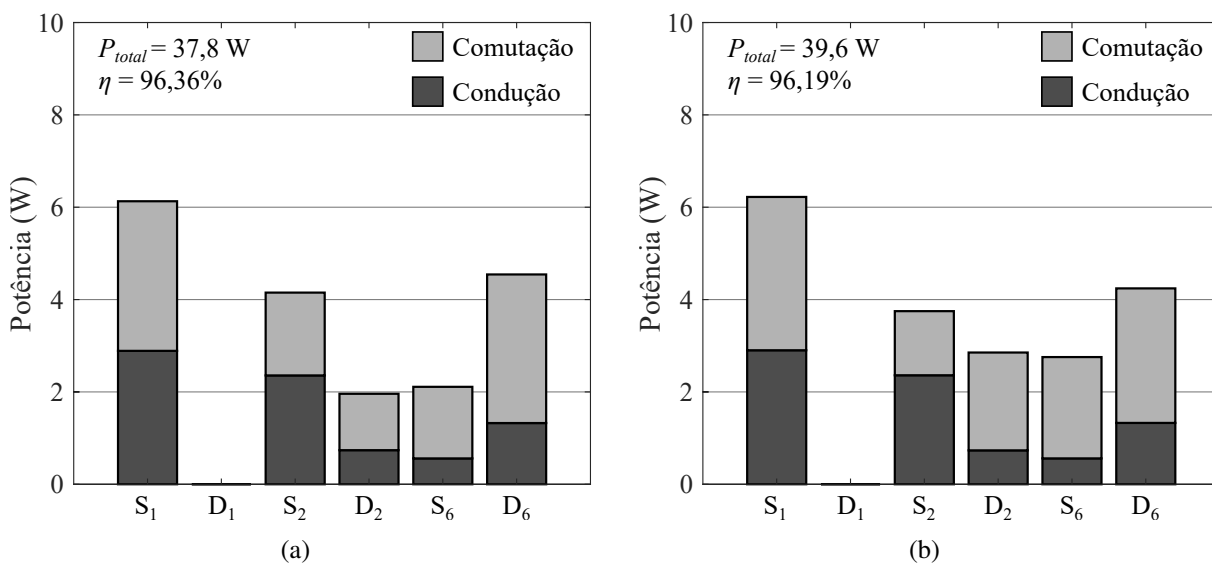 P_total = 37,8 W
η = 96,36%
Comutação
Condução
10
8
6
4
2
0
Potência (W)
S₁ D₁ S₂ D₂ S₆ D₆
(a)
P_total = 39,6 W
η = 96,19%
Comutação
Condução
10
8
6
4
2
0
Potência (W)
S₁ D₁ S₂ D₂ S₆ D₆
(b)